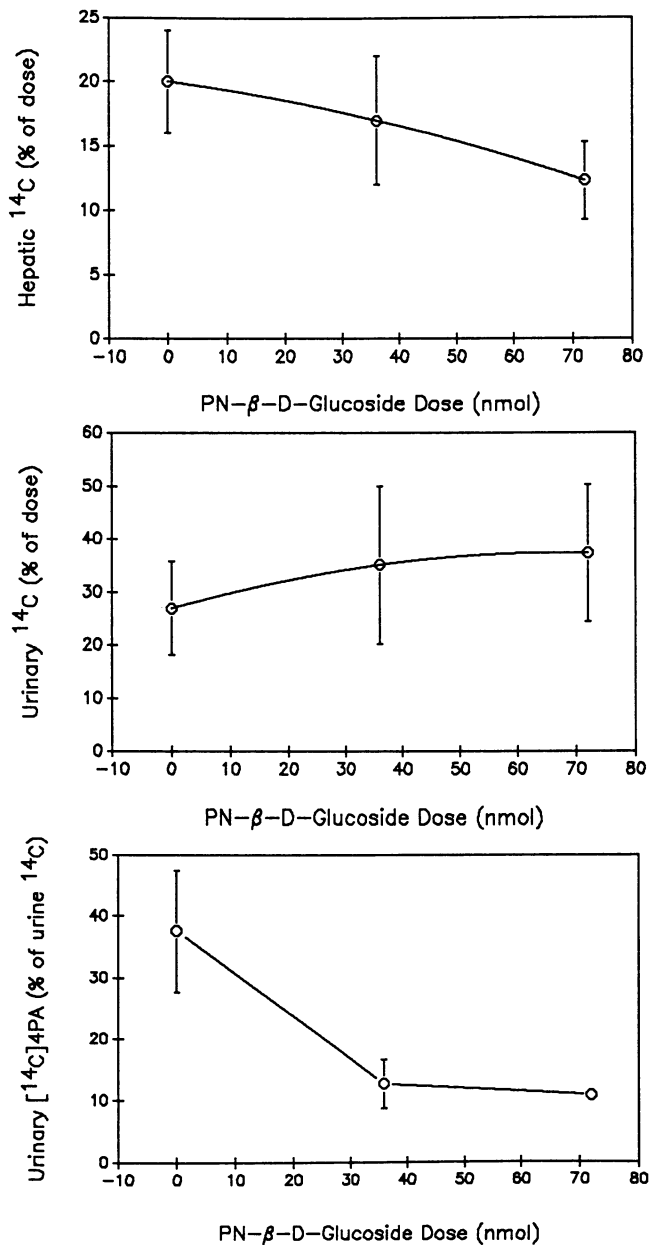 Hepatic ¹⁴C (% of dose)
25
20
15
10
5
0
−10 0 10 20 30 40 50 60 70 80
PN−β−D−Glucoside Dose (nmol)
Urinary ¹⁴C (% of dose)
60
50
40
30
20
10
0
−10 0 10 20 30 40 50 60 70 80
PN−β−D−Glucoside Dose (nmol)
Urinary [¹⁴C]4PA (% of urine ¹⁴C)
50
40
30
20
10
0
−10 0 10 20 30 40 50 60 70 80
PN−β−D−Glucoside Dose (nmol)